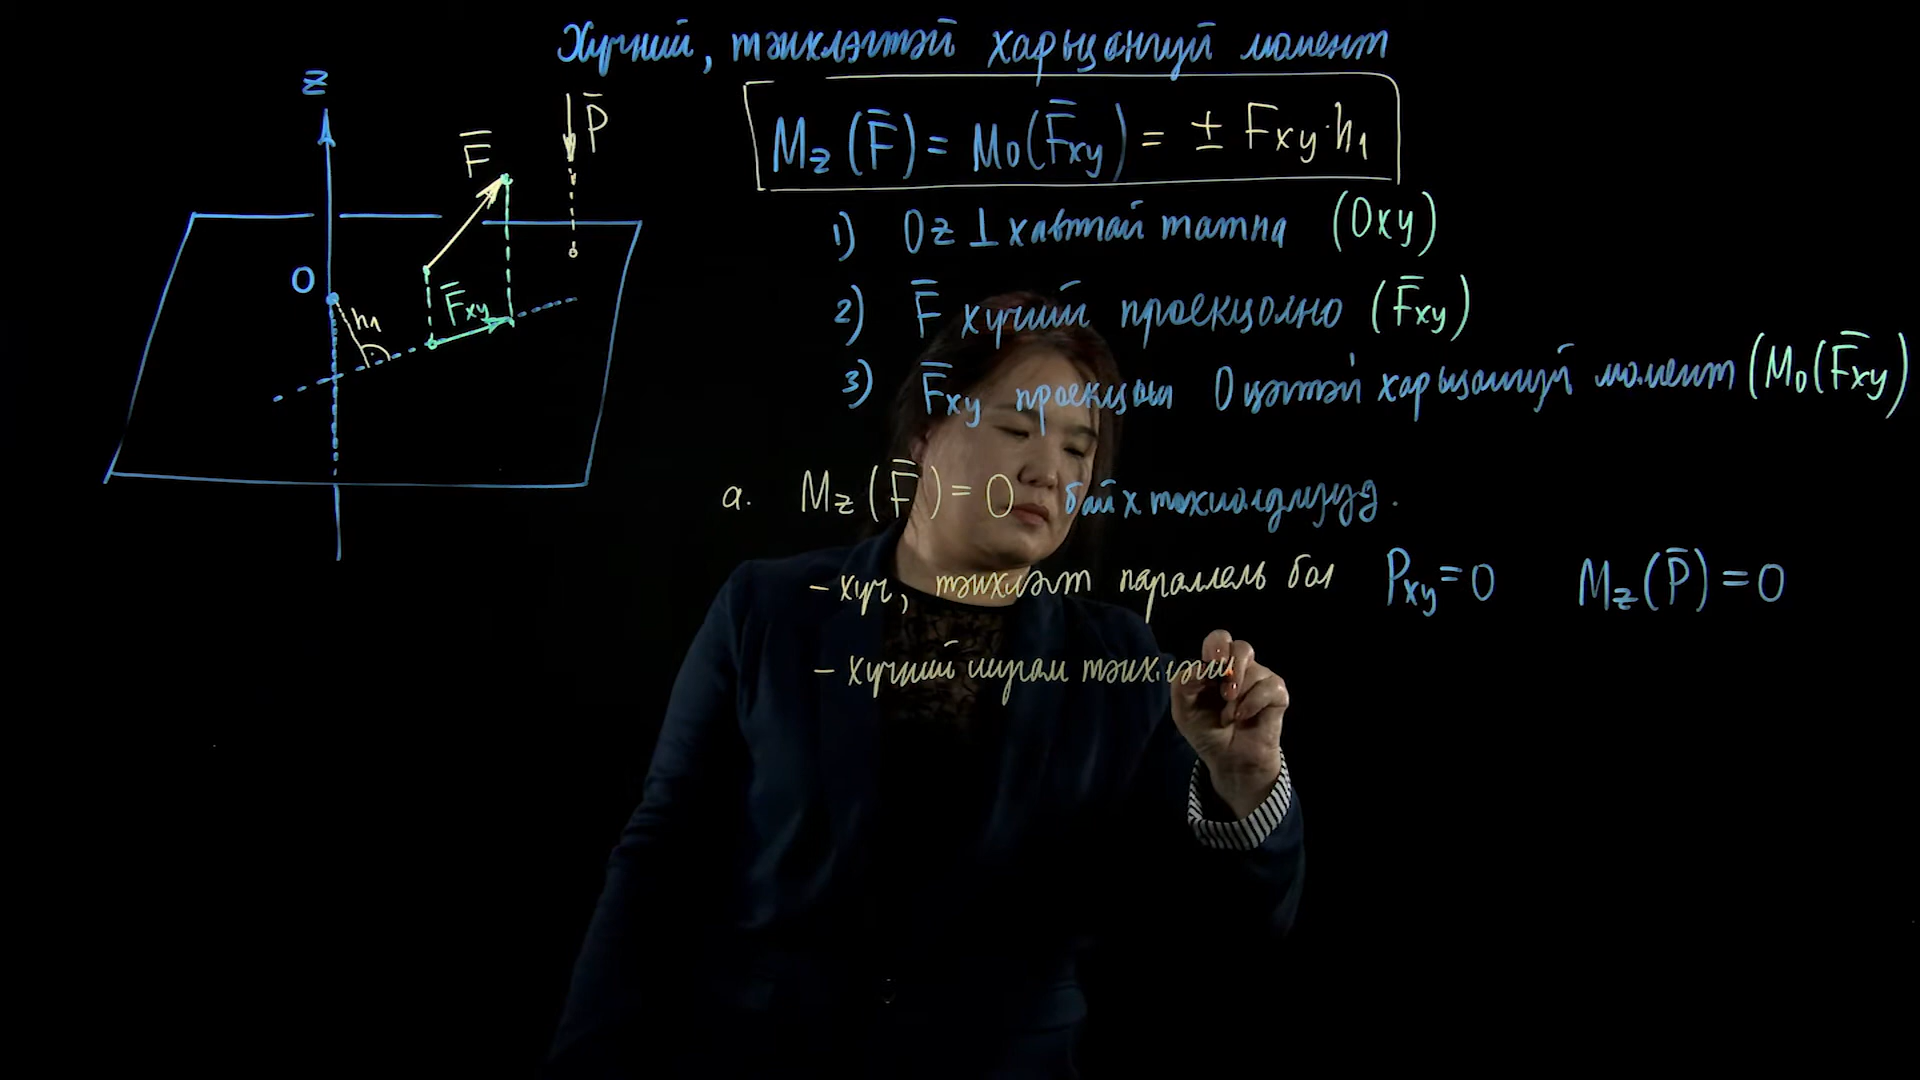 Хүчний, тэнхлэгтэй харьцангуй момент
z
F̄
P̄
O
h₁
F̄xy
Mz (F̄) = M₀(F̄xy) = ± Fxy·h₁
1) Oz ⊥ хавтгай татна (Oxy)
2) F̄ хүчний проекцолно (F̄xy)
3) F̄xy проекцын O цэгтэй харьцангуй момент (M₀(F̄xy)
a. Mz (F̄) = 0 байх тохиолдлууд.
- хүч, тэнхлэгт параллель бол Pxy = 0 Mz(P̄) = 0
- хүчний шугам тэнхлэгт